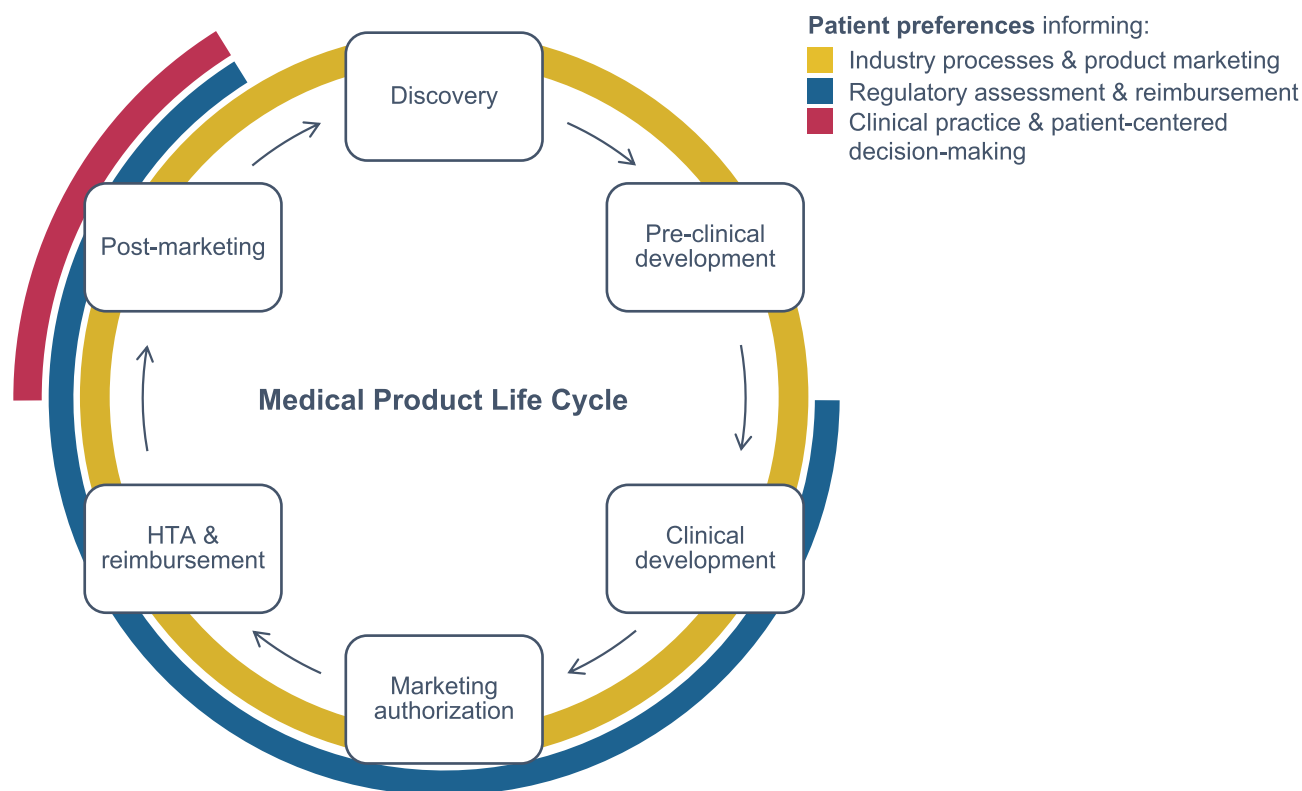 Patient preferences informing:
Industry processes & product marketing
Regulatory assessment & reimbursement
Clinical practice & patient-centered
decision-making
Discovery
Pre-clinical
development
Clinical
development
Marketing
authorization
HTA &
reimbursement
Post-marketing
Medical Product Life Cycle